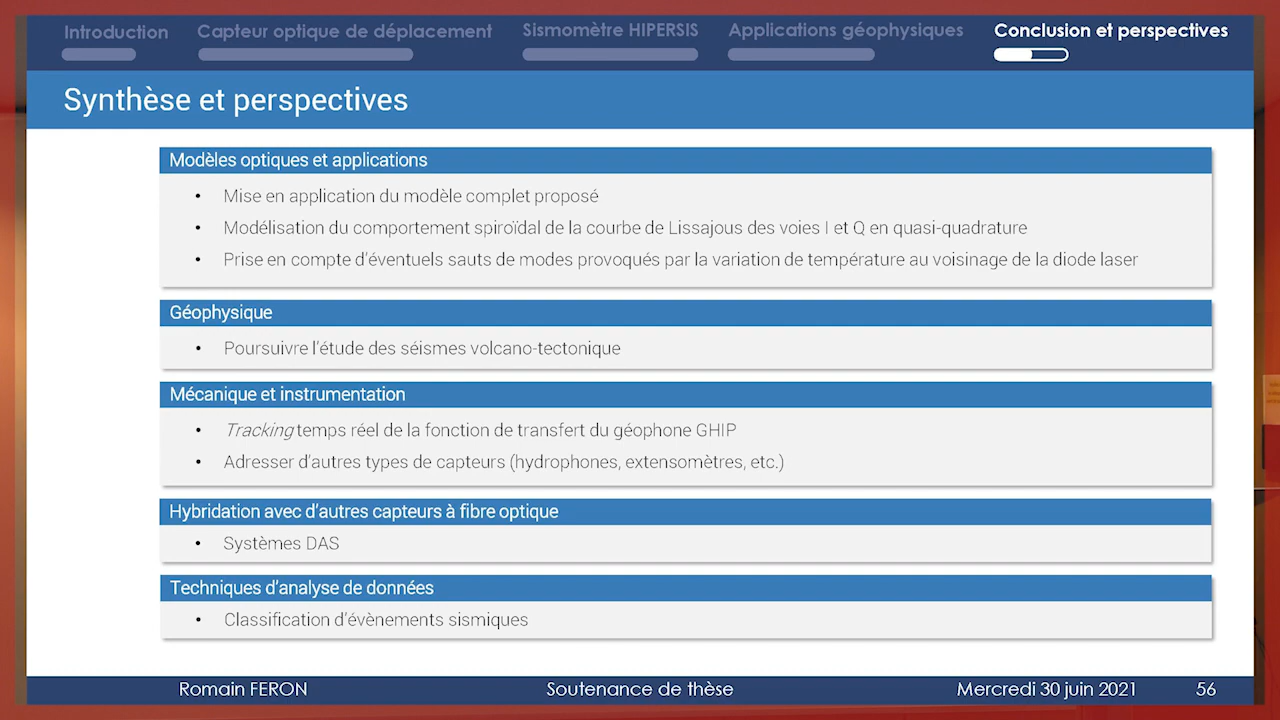 Introduction
Capteur optique de déplacement
Sismomètre HIPERSIS
Applications géophysiques
Conclusion et perspectives
Synthèse et perspectives
Modèles optiques et applications
• Mise en application du modèle complet proposé
• Modélisation du comportement spiroïdal de la courbe de Lissajous des voies I et Q en quasi-quadrature
• Prise en compte d'éventuels sauts de modes provoqués par la variation de température au voisinage de la diode laser
Géophysique
• Poursuivre l'étude des séismes volcano-tectonique
Mécanique et instrumentation
• Tracking temps réel de la fonction de transfert du géophone GHIP
• Adresser d'autres types de capteurs (hydrophones, extensomètres, etc.)
Hybridation avec d'autres capteurs à fibre optique
• Systèmes DAS
Techniques d'analyse de données
• Classification d'évènements sismiques
Romain FERON
Soutenance de thèse
Mercredi 30 juin 2021
56